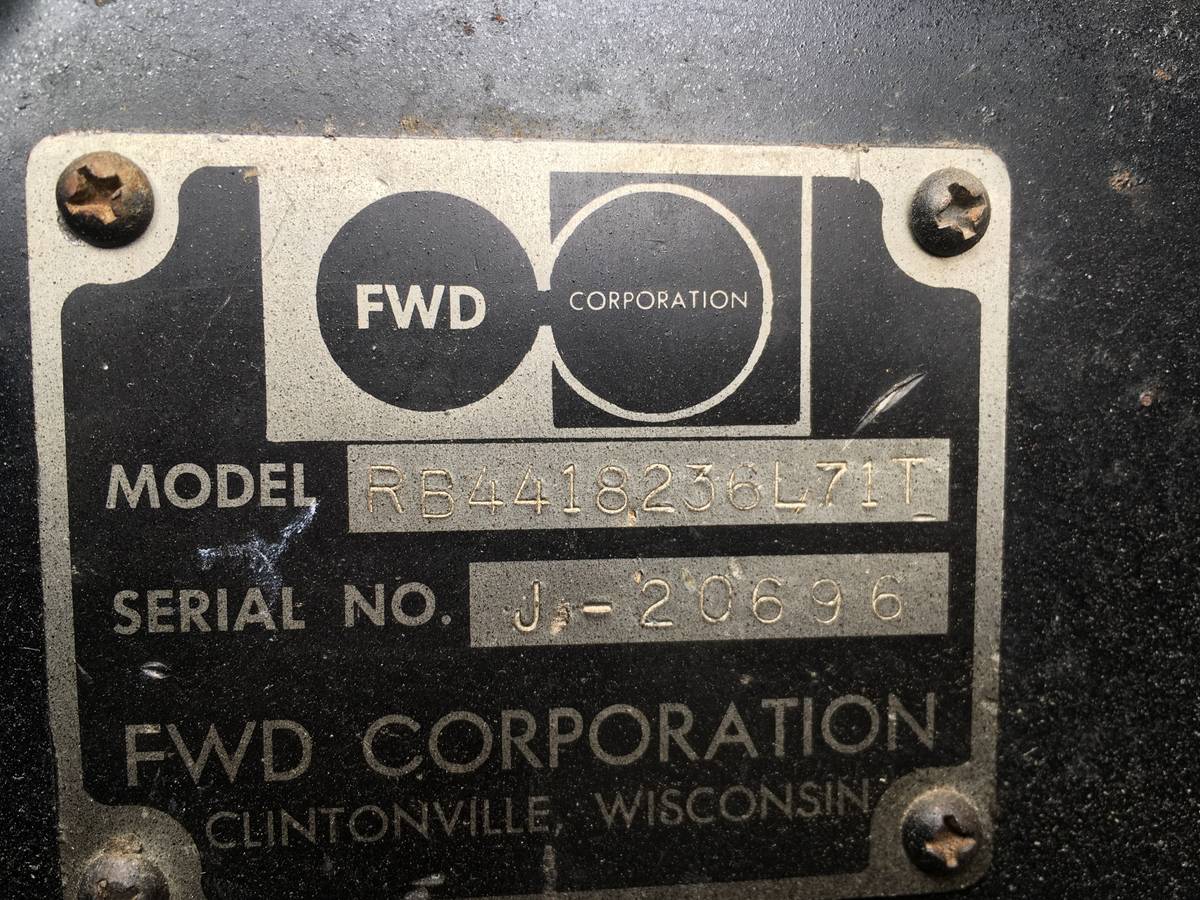 FWD CORPORATION
MODEL RB4418236L71T
SERIAL NO. J-20696
FWD CORPORATION
CLINTONVILLE, WISCONSIN